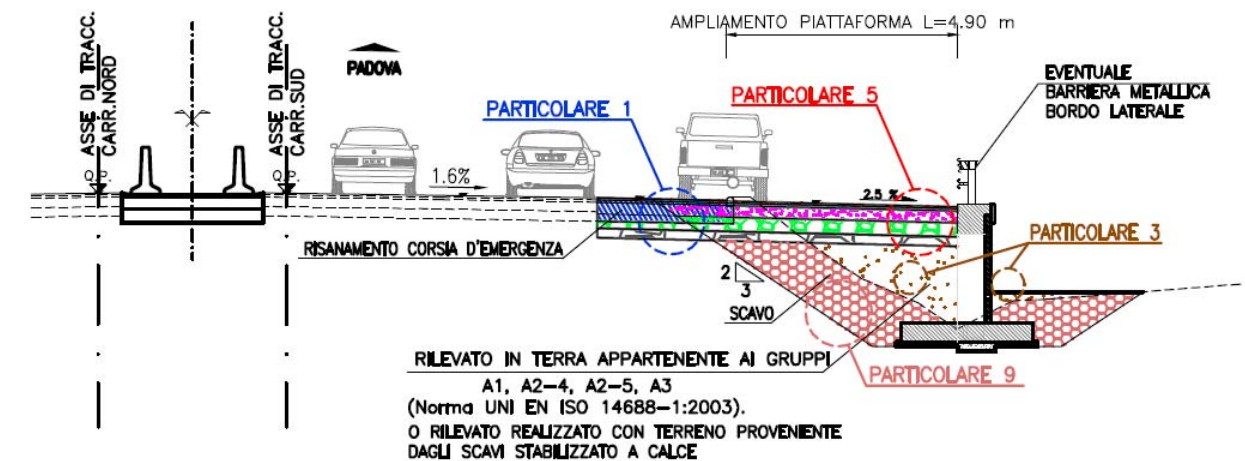 AMPLIAMENTO PIATTAFORMA L=4.90 m
ASSE DI TRACC.
CARR.NORD
ASSE DI TRACC.
CARR.SUD
PADOVA
EVENTUALE
BARRIERA METALLICA
BORDO LATERALE
PARTICOLARE 1
PARTICOLARE 5
1.6%
2.5 %
RISANAMENTO CORSIA D'EMERGENZA
PARTICOLARE 3
2
3
SCAVO
RILEVATO IN TERRA APPARTENENTE AI GRUPPI
A1, A2-4, A2-5, A3
(Norma UNI EN ISO 14688-1:2003).
O RILEVATO REALIZZATO CON TERRENO PROVENIENTE
DAGLI SCAVI STABILIZZATO A CALCE
PARTICOLARE 9